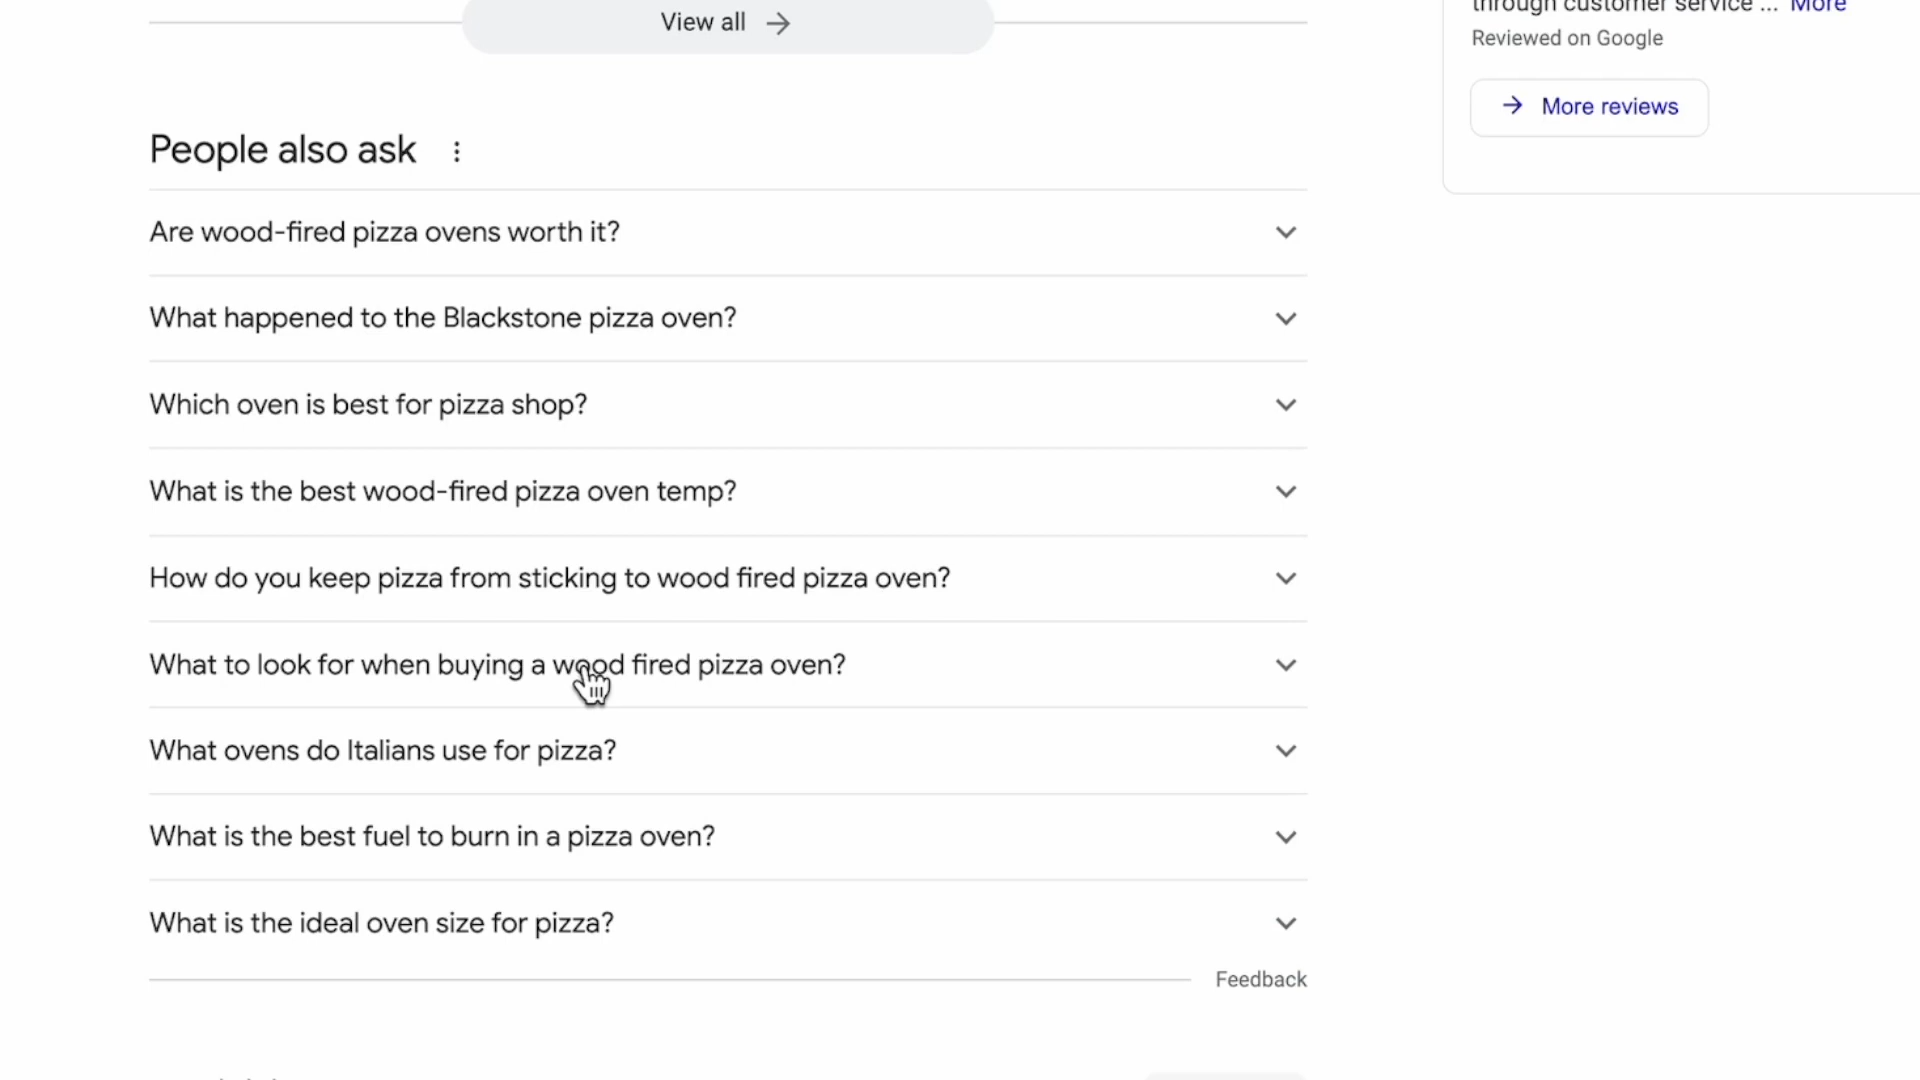 View all
through customer service ... More
Reviewed on Google
More reviews
People also ask
Are wood-fired pizza ovens worth it?
What happened to the Blackstone pizza oven?
Which oven is best for pizza shop?
What is the best wood-fired pizza oven temp?
How do you keep pizza from sticking to wood fired pizza oven?
What to look for when buying a wood fired pizza oven?
What ovens do Italians use for pizza?
What is the best fuel to burn in a pizza oven?
What is the ideal oven size for pizza?
Feedback